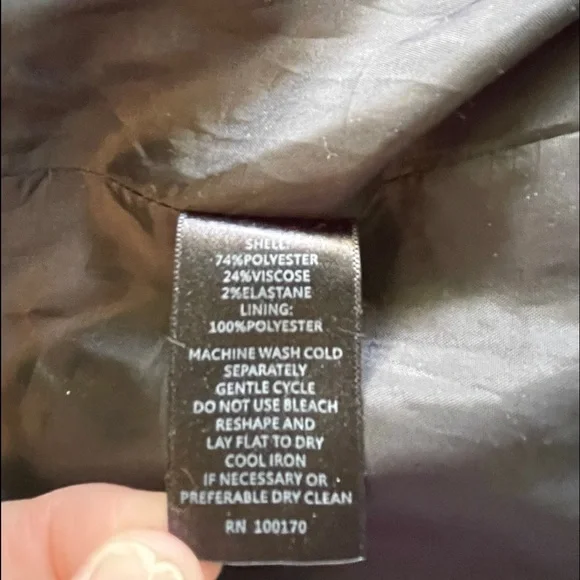 SHELL:
74%POLYESTER
24%VISCOSE
2%ELASTANE
LINING:
100%POLYESTER
MACHINE WASH COLD
SEPARATELY
GENTLE CYCLE
DO NOT USE BLEACH
RESHAPE AND
LAY FLAT TO DRY
COOL IRON
IF NECESSARY OR
PREFERABLE DRY CLEAN
RN 100170